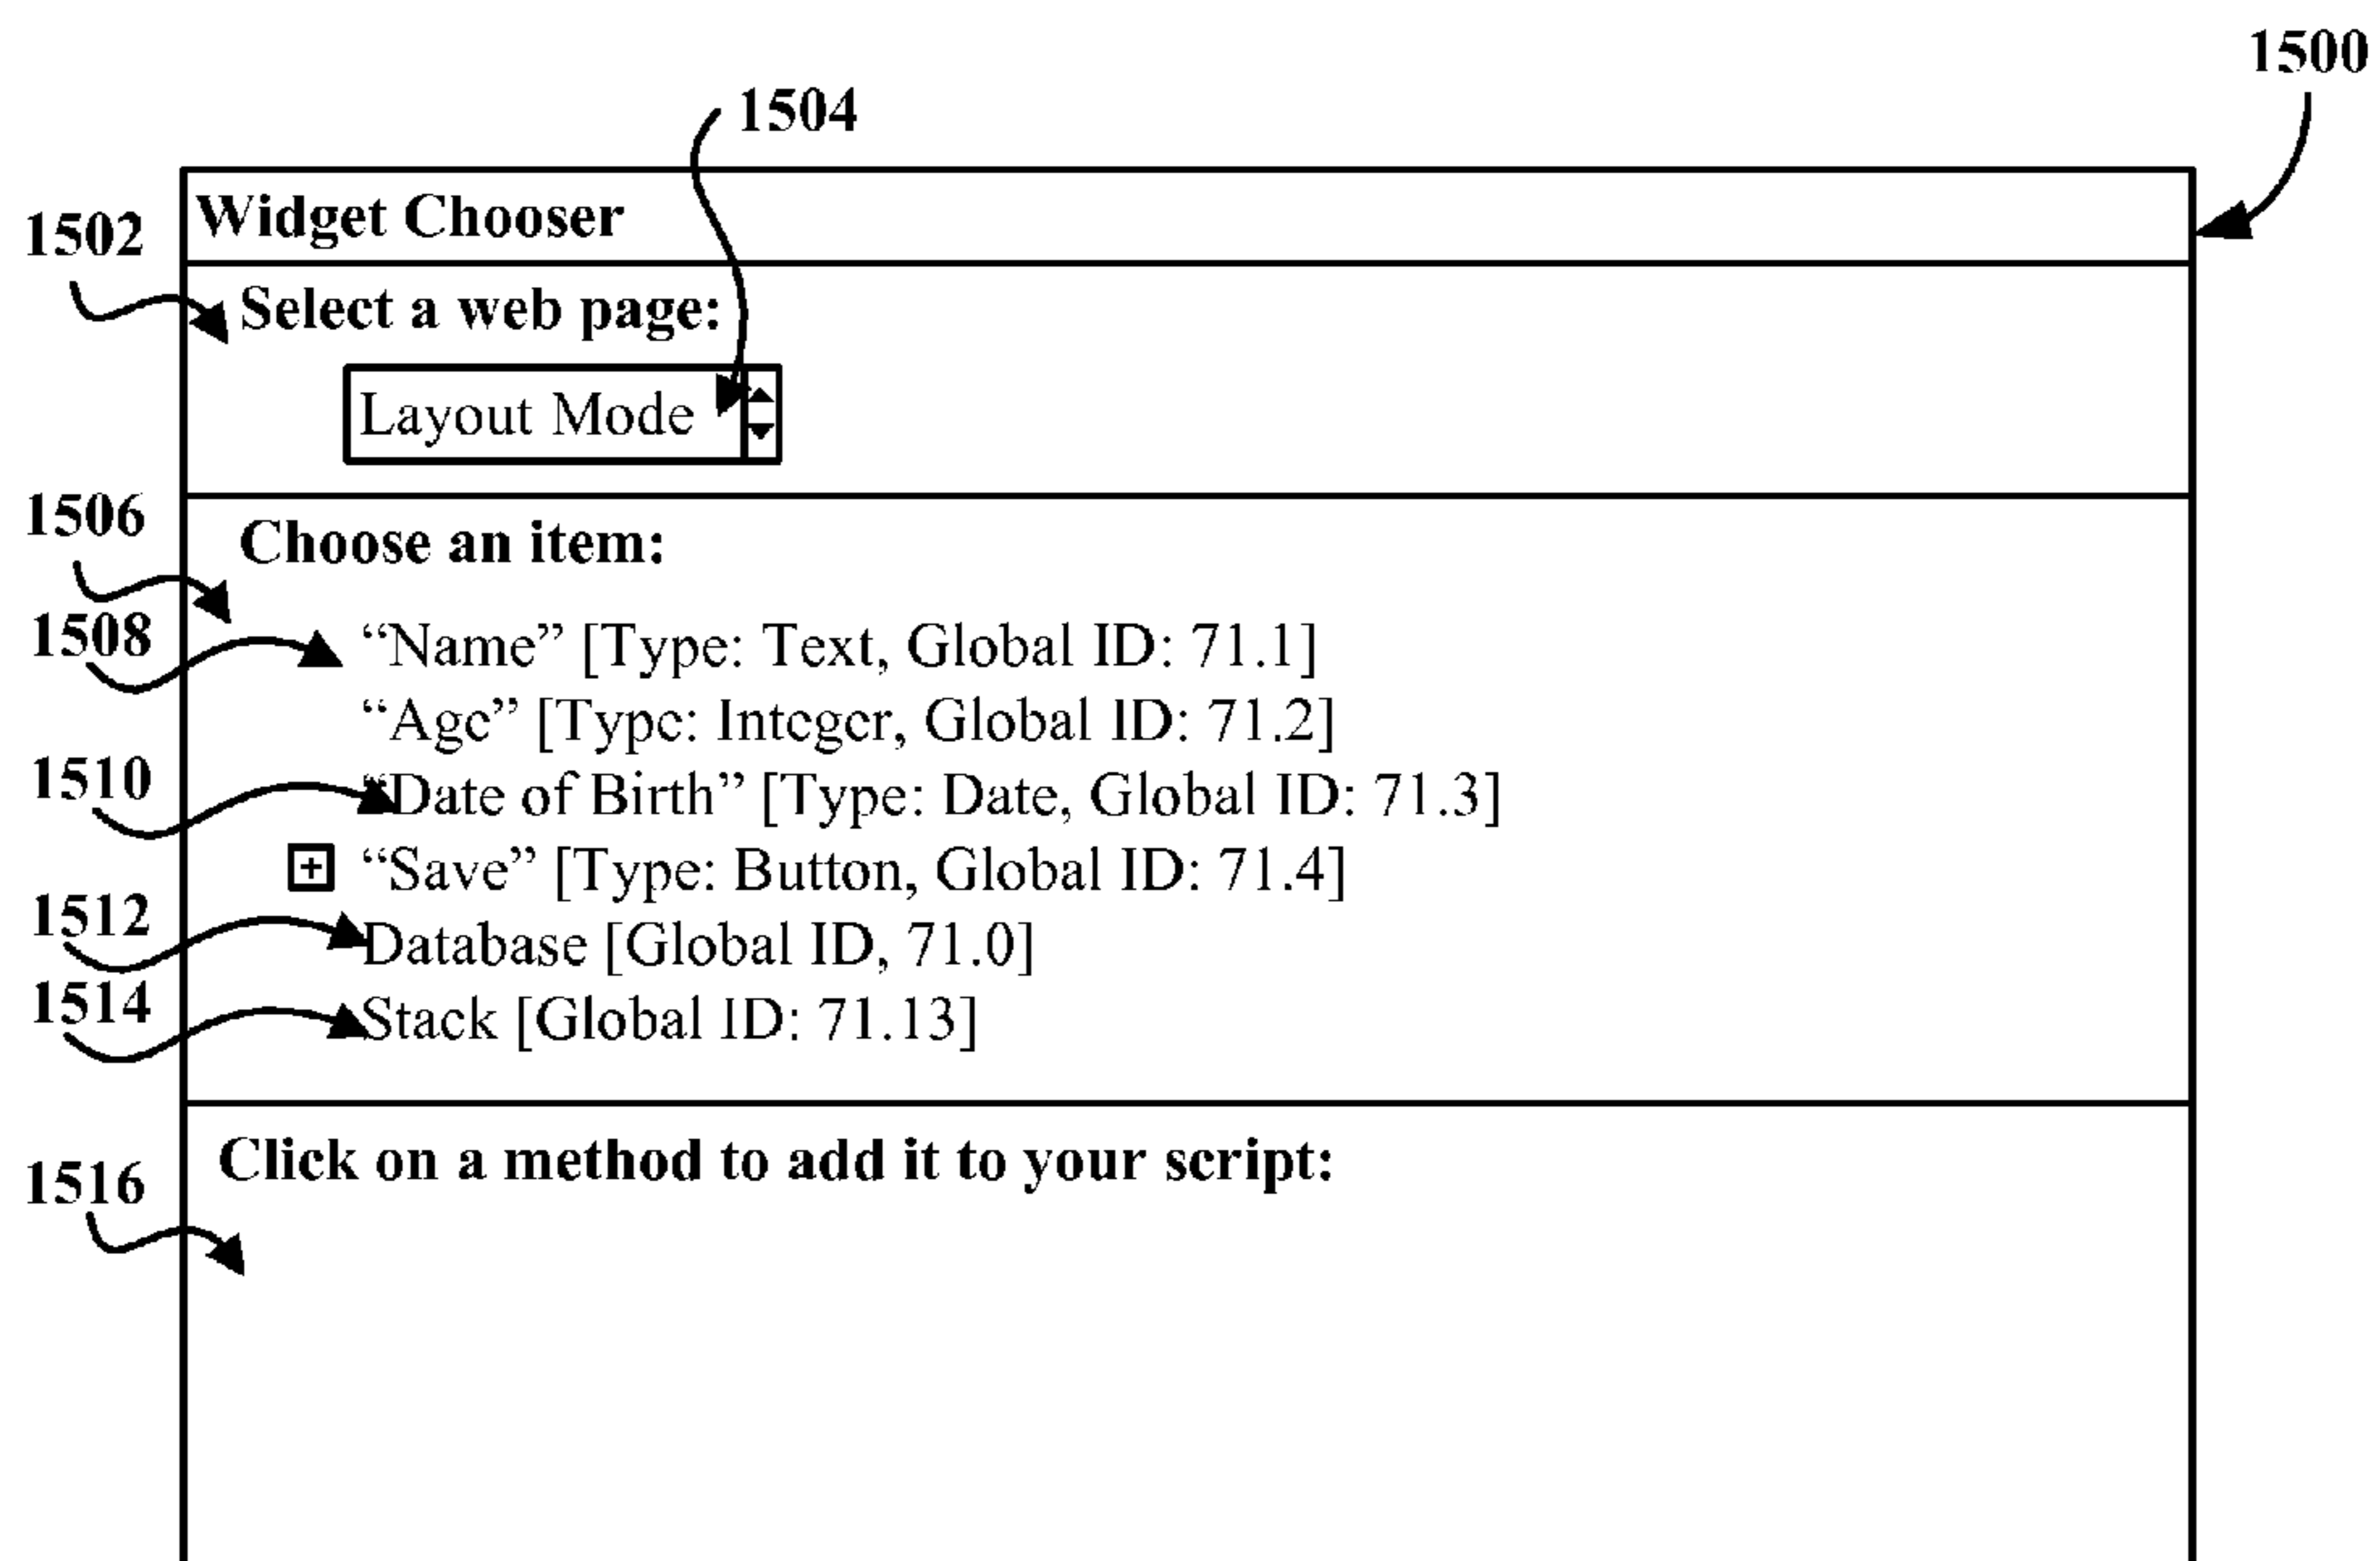 1500
1504
Widget Chooser
1502
Select a web page:
Layout Mode
1506
Choose an item:
1508
“Name” [Type: Text, Global ID: 71.1]
“Age” [Type: Integer, Global ID: 71.2]
1510
“Date of Birth” [Type: Date, Global ID: 71.3]
+ “Save” [Type: Button, Global ID: 71.4]
1512
Database [Global ID, 71.0]
1514
Stack [Global ID: 71.13]
Click on a method to add it to your script:
1516